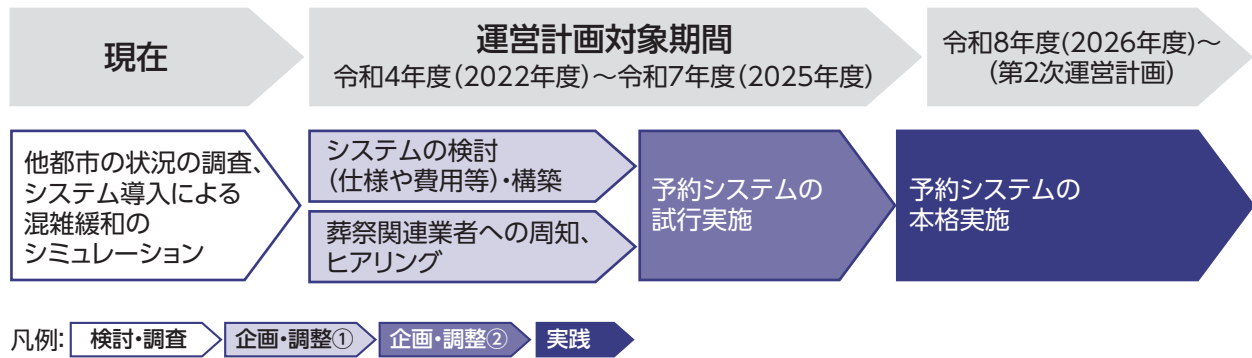 現在
運営計画対象期間
令和4年度(2022年度)～令和7年度(2025年度)
令和8年度(2026年度)～
(第2次運営計画)
他都市の状況の調査、
システム導入による
混雑緩和の
シミュレーション
システムの検討
(仕様や費用等)・構築
葬祭関連業者への周知、
ヒアリング
予約システムの
試行実施
予約システムの
本格実施
凡例: 検討・調査 企画・調整① 企画・調整② 実践